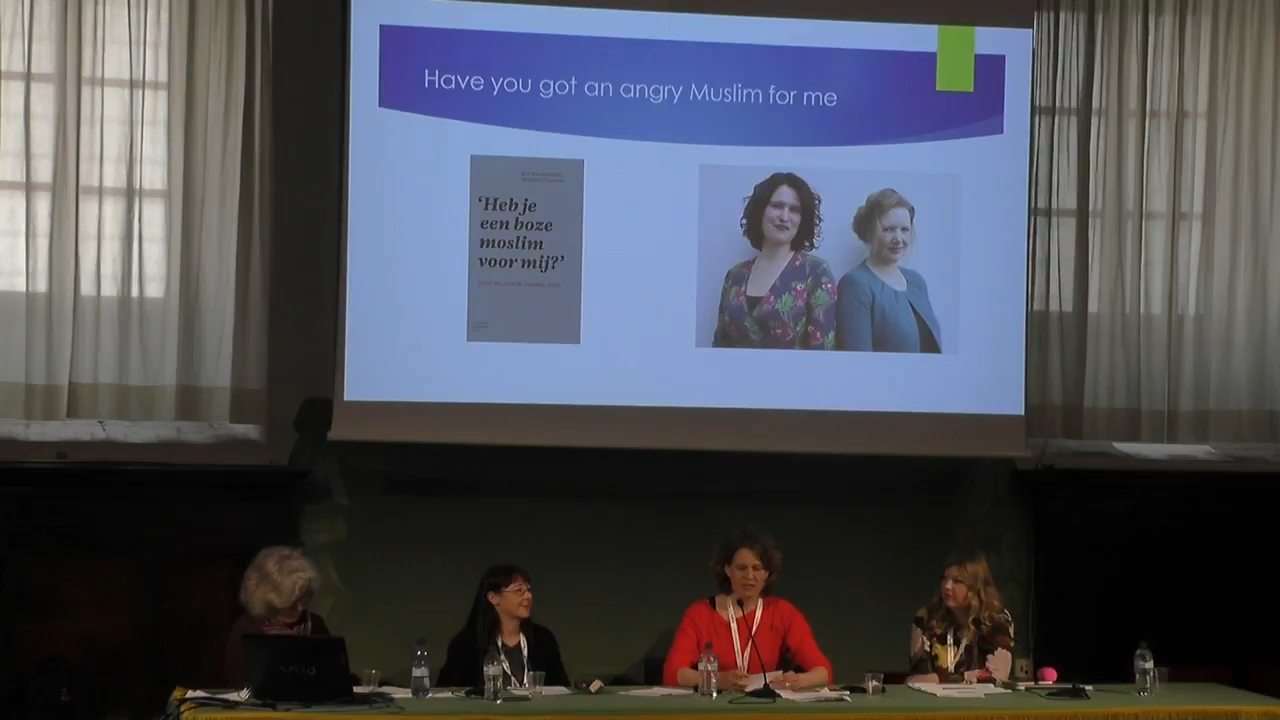 Have you got an angry Muslim for me
‘Heb je
een boze
moslim
voor mij?’